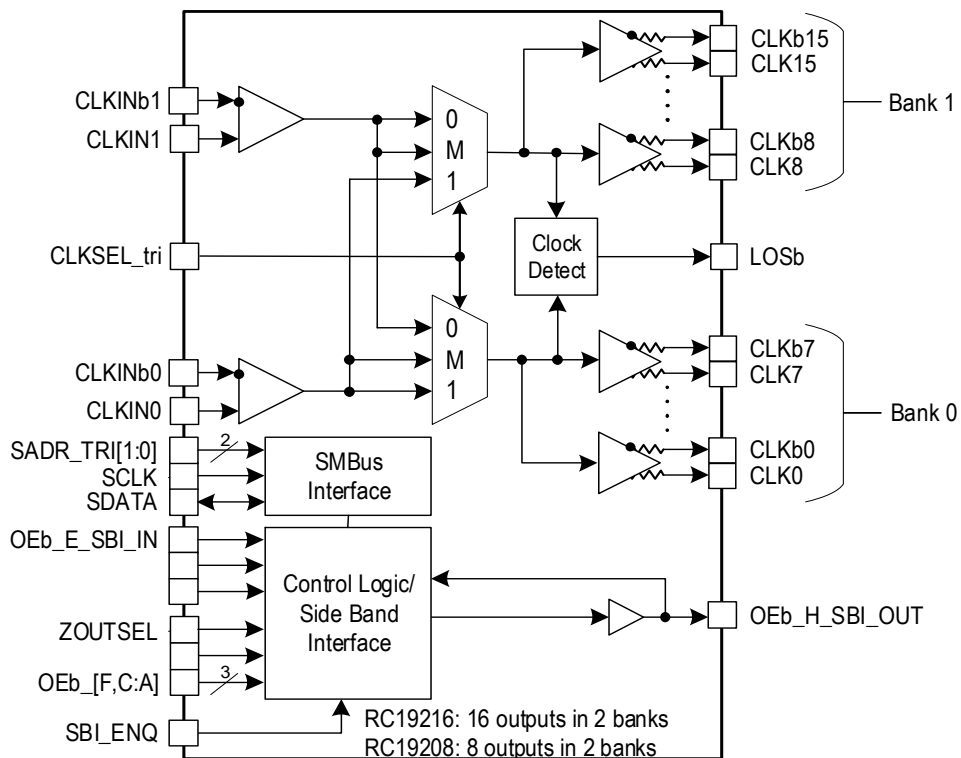 CLKINb1
CLKIN1
CLKSEL_tri
CLKINb0
CLKIN0
SADR_TRI[1:0]
SCLK
SDATA
OEb_E_SBI_IN
ZOUTSEL
OEb_[F,C:A]
SBI_ENQ
2
3
0
M
1
0
M
1
Clock
Detect
SMBus
Interface
Control Logic/
Side Band
Interface
CLKb15
CLK15
CLKb8
CLK8
Bank 1
LOSb
CLKb7
CLK7
CLKb0
CLK0
Bank 0
OEb_H_SBI_OUT
RC19216: 16 outputs in 2 banks
RC19208: 8 outputs in 2 banks